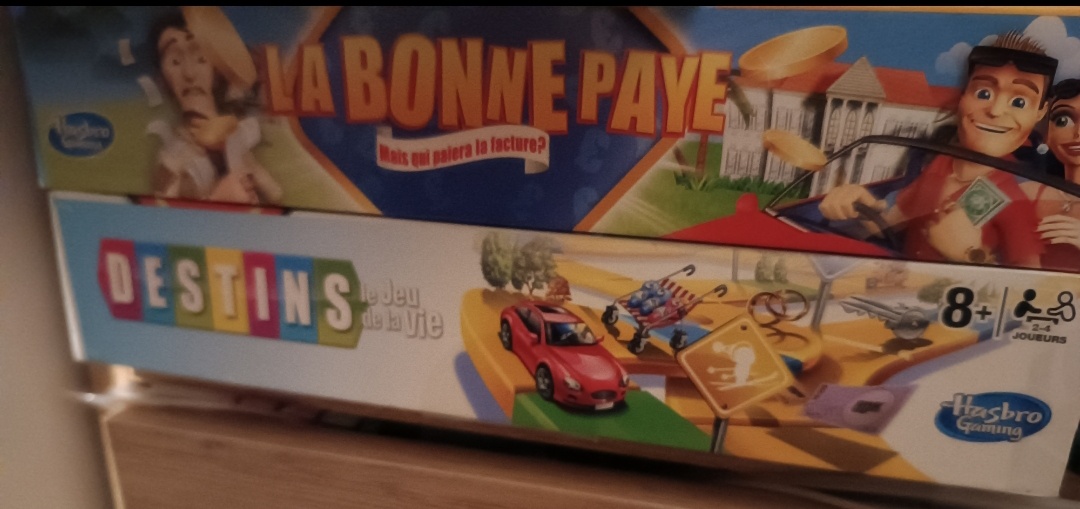 LA BONNE PAYE
Mais qui paiera la facture?
Hasbro
Gaming
DESTINS
le Jeu
de la Vie
8+
2-4
JOUEURS
Hasbro
Gaming